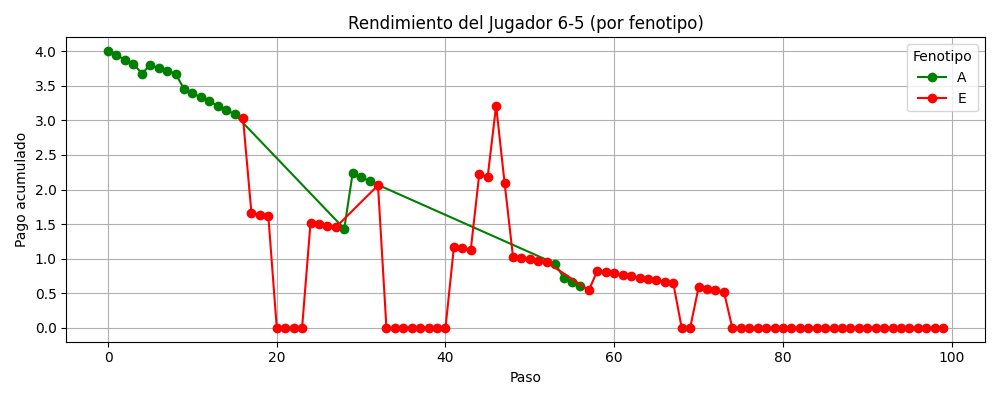 Rendimiento del Jugador 6-5 (por fenotipo)
Fenotipo
A
E
Pago acumulado
4.0
3.5
3.0
2.5
2.0
1.5
1.0
0.5
0.0
0 20 40 60 80 100
Paso